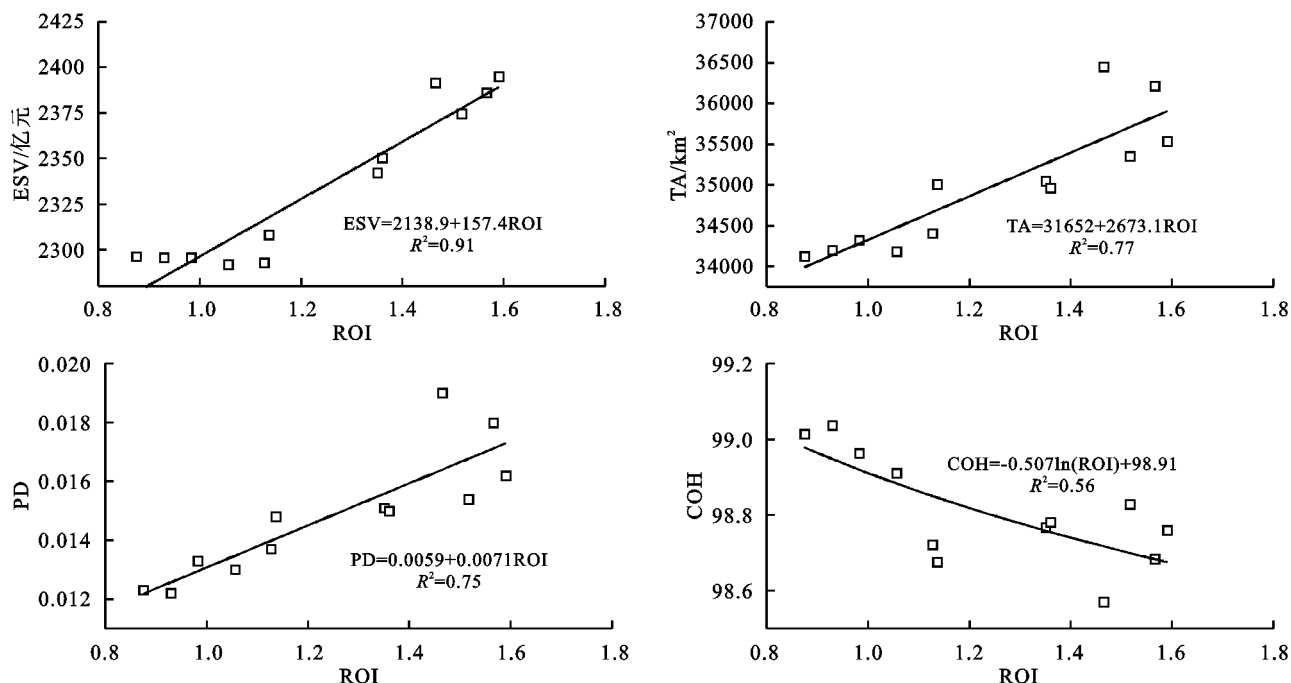 2425
2400
2375
2350
2325
2300
ESV/亿元
ESV=2138.9+157.4ROI
R²=0.91
0.8 1.0 1.2 1.4 1.6 1.8
ROI
37000
36500
36000
35500
35000
34500
34000
TA/km²
TA=31652+2673.1ROI
R²=0.77
0.8 1.0 1.2 1.4 1.6 1.8
ROI
0.020
0.018
0.016
0.014
0.012
PD
PD=0.0059+0.0071ROI
R²=0.75
0.8 1.0 1.2 1.4 1.6 1.8
ROI
99.2
99.0
98.8
98.6
COH
COH=-0.507ln(ROI)+98.91
R²=0.56
0.8 1.0 1.2 1.4 1.6 1.8
ROI